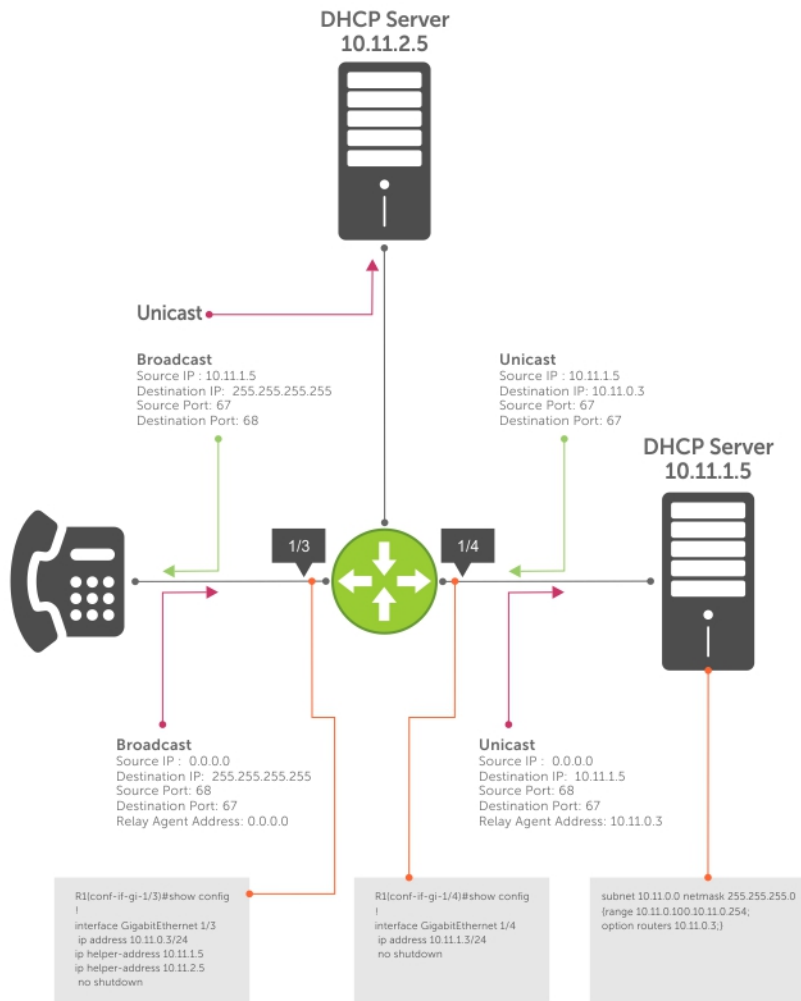 DHCP Server
10.11.2.5
Unicast
Broadcast
Source IP : 10.11.1.5
Destination IP: 255.255.255.255
Source Port: 67
Destination Port: 68
Unicast
Source IP : 10.11.1.5
Destination IP: 10.11.0.3
Source Port: 67
Destination Port: 67
DHCP Server
10.11.1.5
1/3
1/4
Broadcast
Source IP : 0.0.0.0
Destination IP: 255.255.255.255
Source Port: 68
Destination Port: 67
Relay Agent Address: 0.0.0.0
Unicast
Source IP : 0.0.0.0
Destination IP: 10.11.1.5
Source Port: 68
Destination Port: 67
Relay Agent Address: 10.11.0.3
R1(conf-if-gi-1/3)#show config
!
interface GigabitEthernet 1/3
ip address 10.11.0.3/24
ip helper-address 10.11.1.5
ip helper-address 10.11.2.5
no shutdown
R1(conf-if-gi-1/4)#show config
!
interface GigabitEthernet 1/4
ip address 10.11.1.3/24
no shutdown
subnet 10.11.0.0 netmask 255.255.255.0
{range 10.11.0.100.10.11.0.254;
option routers 10.11.0.3;}